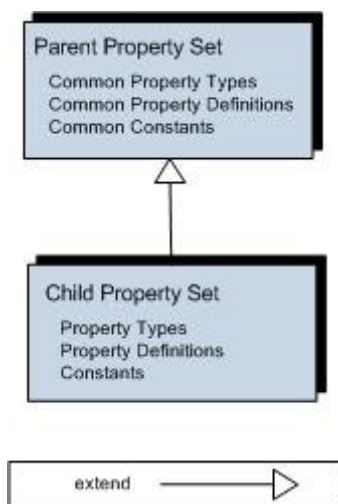 Parent Property Set
Common Property Types
Common Property Definitions
Common Constants
Child Property Set
Property Types
Property Definitions
Constants
extend